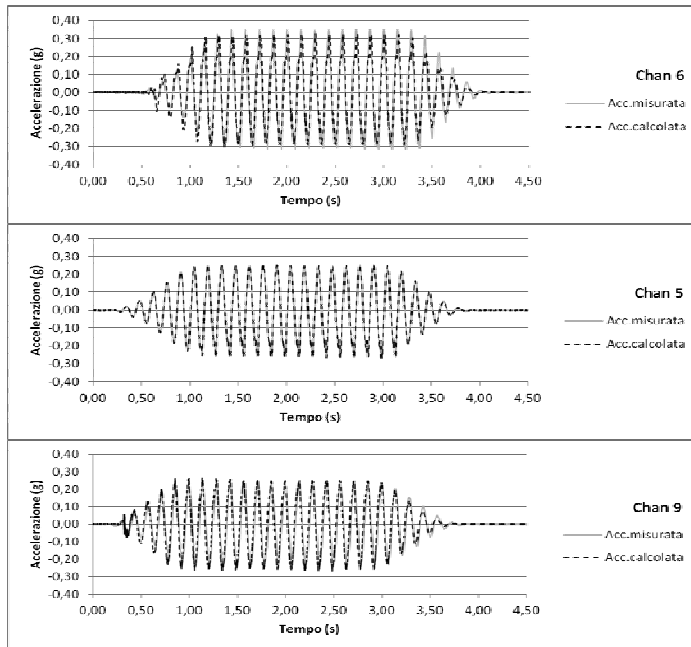 0,40
0,30
0,20
0,10
0,00
-0,10
-0,20
-0,30
-0,40
Accelerazione (g)
0,00 0,50 1,00 1,50 2,00 2,50 3,00 3,50 4,00 4,50
Tempo (s)
Chan 6
Acc.misurata
Acc.calcolata
0,40
0,30
0,20
0,10
0,00
-0,10
-0,20
-0,30
-0,40
Accelerazione (g)
0,00 0,50 1,00 1,50 2,00 2,50 3,00 3,50 4,00 4,50
Tempo (s)
Chan 5
Acc.misurata
Acc.calcolata
0,40
0,30
0,20
0,10
0,00
-0,10
-0,20
-0,30
-0,40
Accelerazione (g)
0,00 0,50 1,00 1,50 2,00 2,50 3,00 3,50 4,00 4,50
Tempo (s)
Chan 9
Acc.misurata
Acc.calcolata